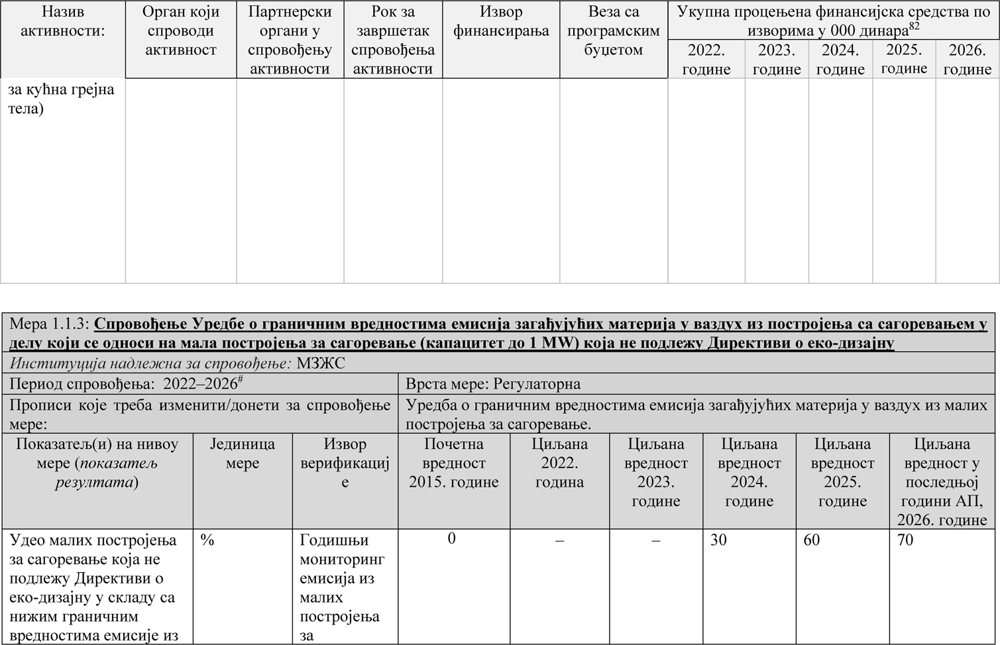 Назив
активности:
Орган који
спроводи
активност
Партнерски
органи у
спровођењу
активности
Рок за
завршетак
спровођења
активности
Извор
финансирања
Веза са
програмским
буџетом
Укупна процењена финансијска средства по
изворима у 000 динара82
2022.
године
2023.
године
2024.
године
2025.
године
2026.
године
за кућна грејна
тела)
Мера 1.1.3: Спровођење Уредбе о граничним вредностима емисија загађујућих материја у ваздух из постројења са сагоревањем у
делу који се односи на мала постројења за сагоревање (капацитет до 1 MW) која не подлежу Директиви о еко-дизајну
Институција надлежна за спровођење: МЗЖС
Период спровођења: 2022–2026#
Врста мере: Регулаторна
Прописи које треба изменити/донети за спровођење
мере:
Уредба о граничним вредностима емисија загађујућих материја у ваздух из малих
постројења за сагоревање.
Показатељ(и) на нивоу
мере (показатељ
резултата)
Јединица
мере
Извор
верификациј
е
Почетна
вредност
2015. године
Циљана
2022.
година
Циљана
вредност
2023.
године
Циљана
вредност
2024.
године
Циљана
вредност
2025.
године
Циљана
вредност у
последњој
години АП,
2026. године
Удео малих постројења
за сагоревање која не
подлежу Директиви о
еко-дизајну у складу са
нижим граничним
вредностима емисије из
%
Годишњи
мониторинг
емисија из
малих
постројења
за
0
–
–
30
60
70